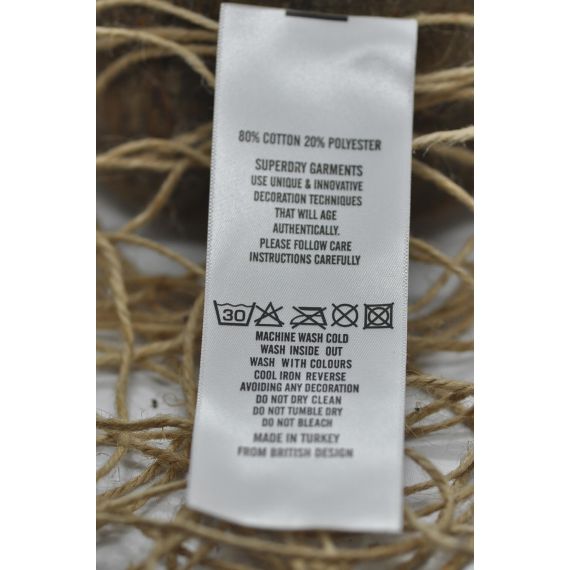 80% COTTON 20% POLYESTER
SUPERDRY GARMENTS
USE UNIQUE & INNOVATIVE
DECORATION TECHNIQUES
THAT WILL AGE
AUTHENTICALLY.
PLEASE FOLLOW CARE
INSTRUCTIONS CAREFULLY
30
MACHINE WASH COLD
WASH INSIDE OUT
WASH WITH COLOURS
COOL IRON REVERSE
AVOIDING ANY DECORATION
DO NOT DRY CLEAN
DO NOT TUMBLE DRY
DO NOT BLEACH
MADE IN TURKEY
FROM BRITISH DESIGN